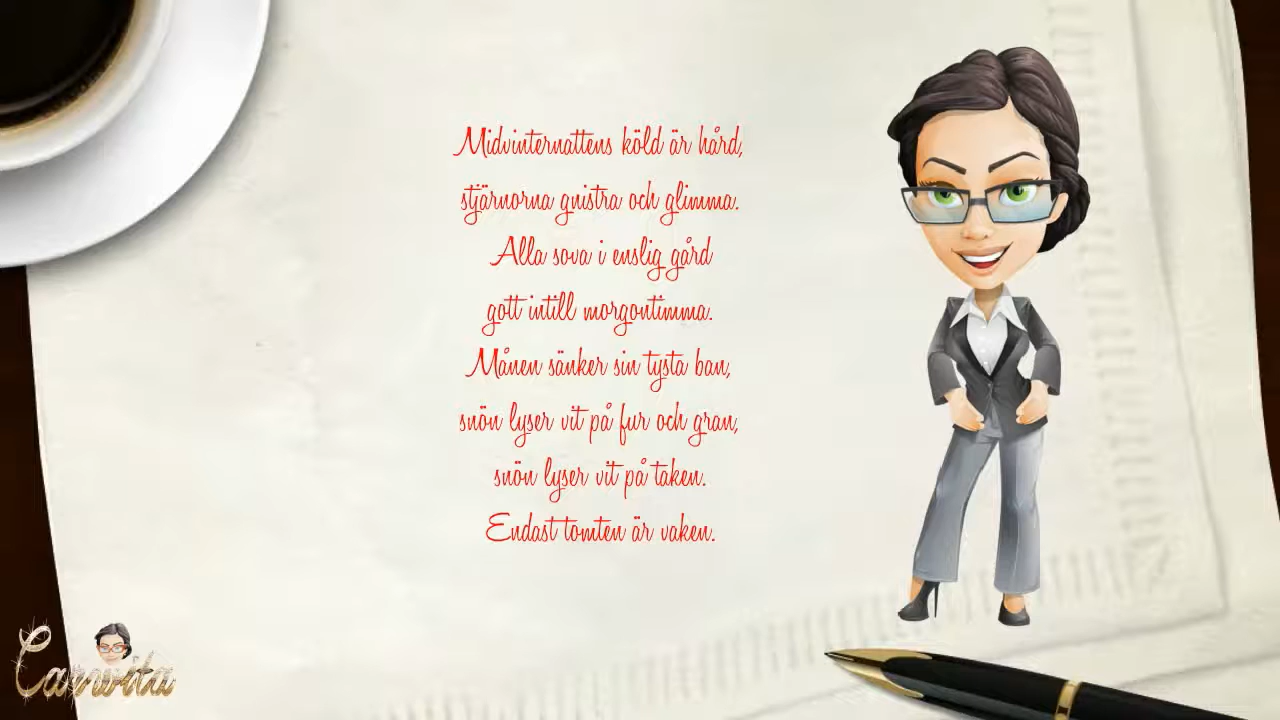 Midvinternattens köld är hård,
stjärnorna gnistra och glimma.
Alla sova i enslig gård
gott intill morgontimma.
Månen sänker sin tysta ban,
snön lyser vit på fur och gran,
snön lyser vit på taken.
Endast tomten är vaken.
Carovita